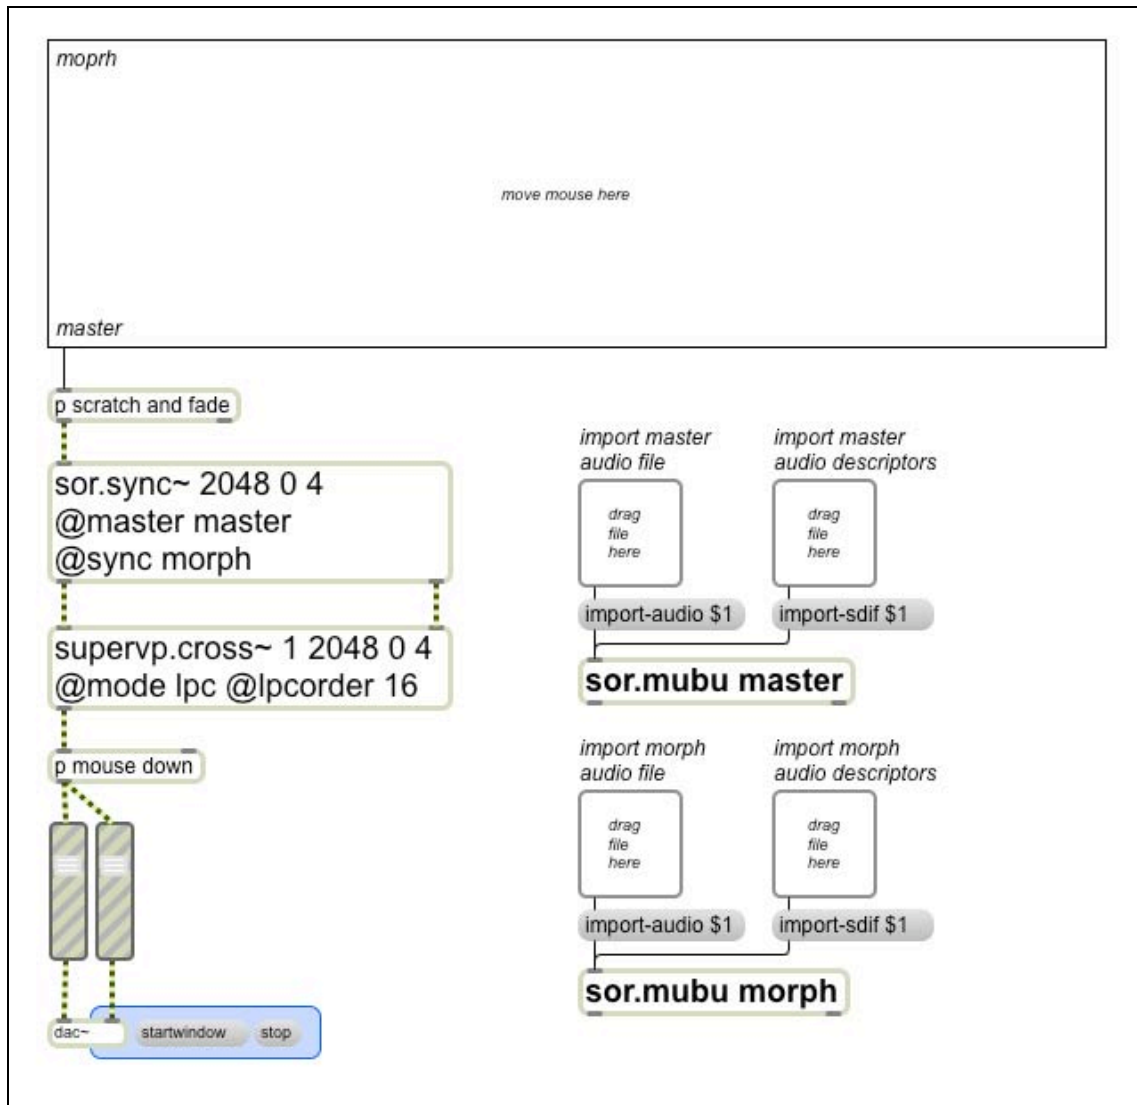 moprh
move mouse here
master
p scratch and fade
sor.sync~ 2048 0 4
@master master
@sync morph
supervp.cross~ 1 2048 0 4
@mode lpc @lpcorder 16
p mouse down
dac~
startwindow
stop
import master
audio file
import master
audio descriptors
drag
file
here
drag
file
here
import-audio $1
import-sdif $1
sor.mubu master
import morph
audio file
import morph
audio descriptors
drag
file
here
drag
file
here
import-audio $1
import-sdif $1
sor.mubu morph